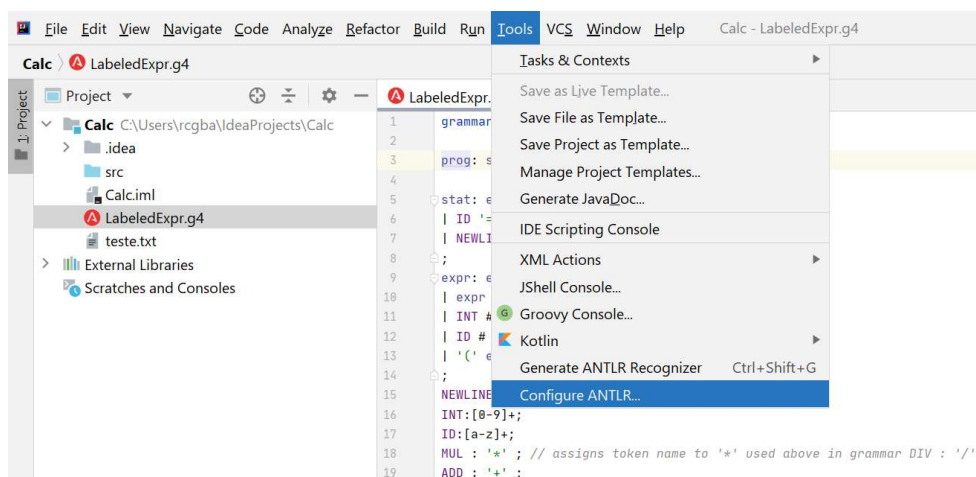 File Edit View Navigate Code Analyze Refactor Build Run Tools VCS Window Help Calc - LabeledExpr.g4
Calc LabeledExpr.g4
1: Project
Project
Calc C:\Users\rcgba\IdeaProjects\Calc
.idea
src
Calc.iml
LabeledExpr.g4
teste.txt
External Libraries
Scratches and Consoles
LabeledExpr.
1 grammar
2
3 prog: s
4
5 stat: e
6 | ID '=
7 | NEWLI
8 ;
9 expr: e
10 | expr
11 | INT #
12 | ID #
13 | '(' e
14 ;
15 NEWLINE
16 INT:[0-9]+;
17 ID:[a-z]+;
18 MUL : '*' ; // assigns token name to '*' used above in grammar DIV : '/'
19 ADD : '+' ;
Tasks & Contexts
Save as Live Template...
Save File as Template...
Save Project as Template...
Manage Project Templates...
Generate JavaDoc...
IDE Scripting Console
XML Actions
JShell Console...
G Groovy Console...
Kotlin
Generate ANTLR Recognizer Ctrl+Shift+G
Configure ANTLR...